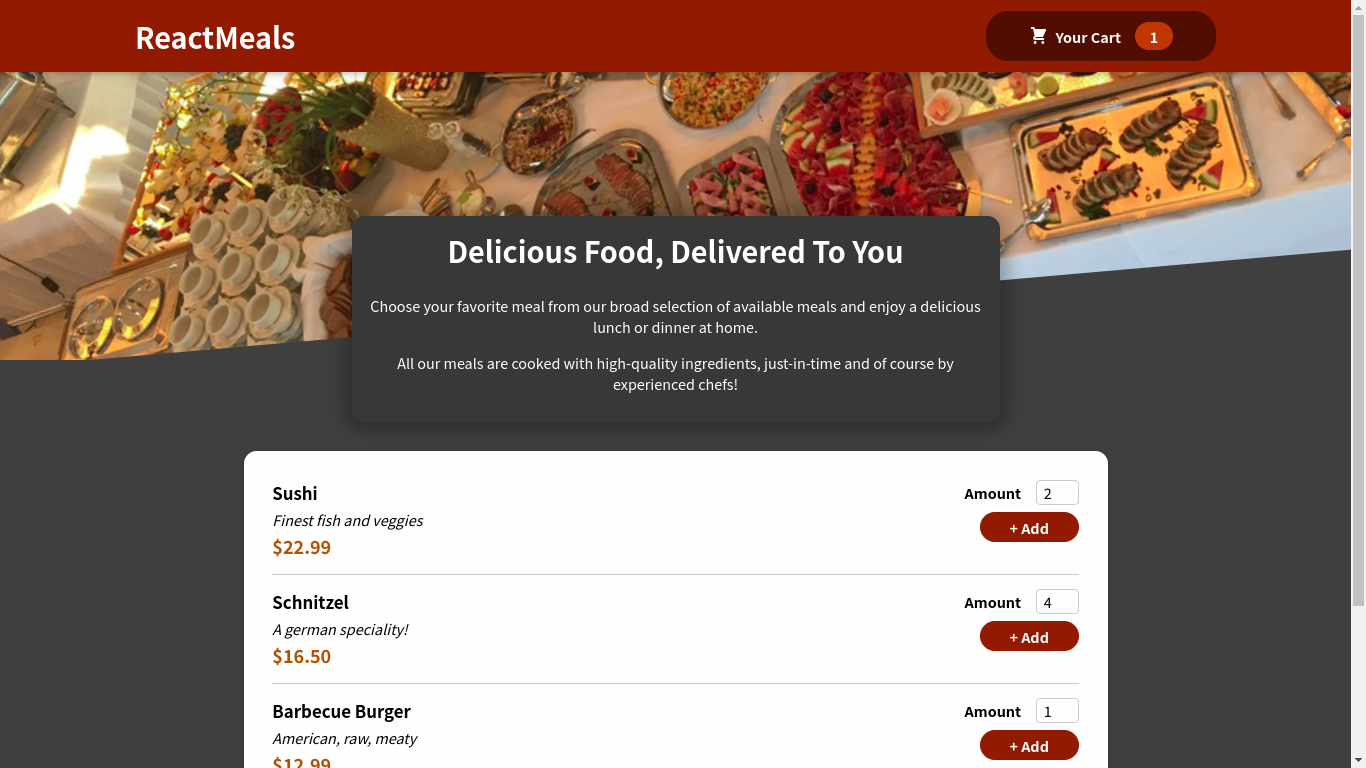 ReactMeals
Your Cart 1
Delicious Food, Delivered To You
Choose your favorite meal from our broad selection of available meals and enjoy a delicious
lunch or dinner at home.
All our meals are cooked with high-quality ingredients, just-in-time and of course by
experienced chefs!
Sushi
Finest fish and veggies
$22.99
Amount 2
+ Add
Schnitzel
A german speciality!
$16.50
Amount 4
+ Add
Barbecue Burger
American, raw, meaty
$12.99
Amount 1
+ Add